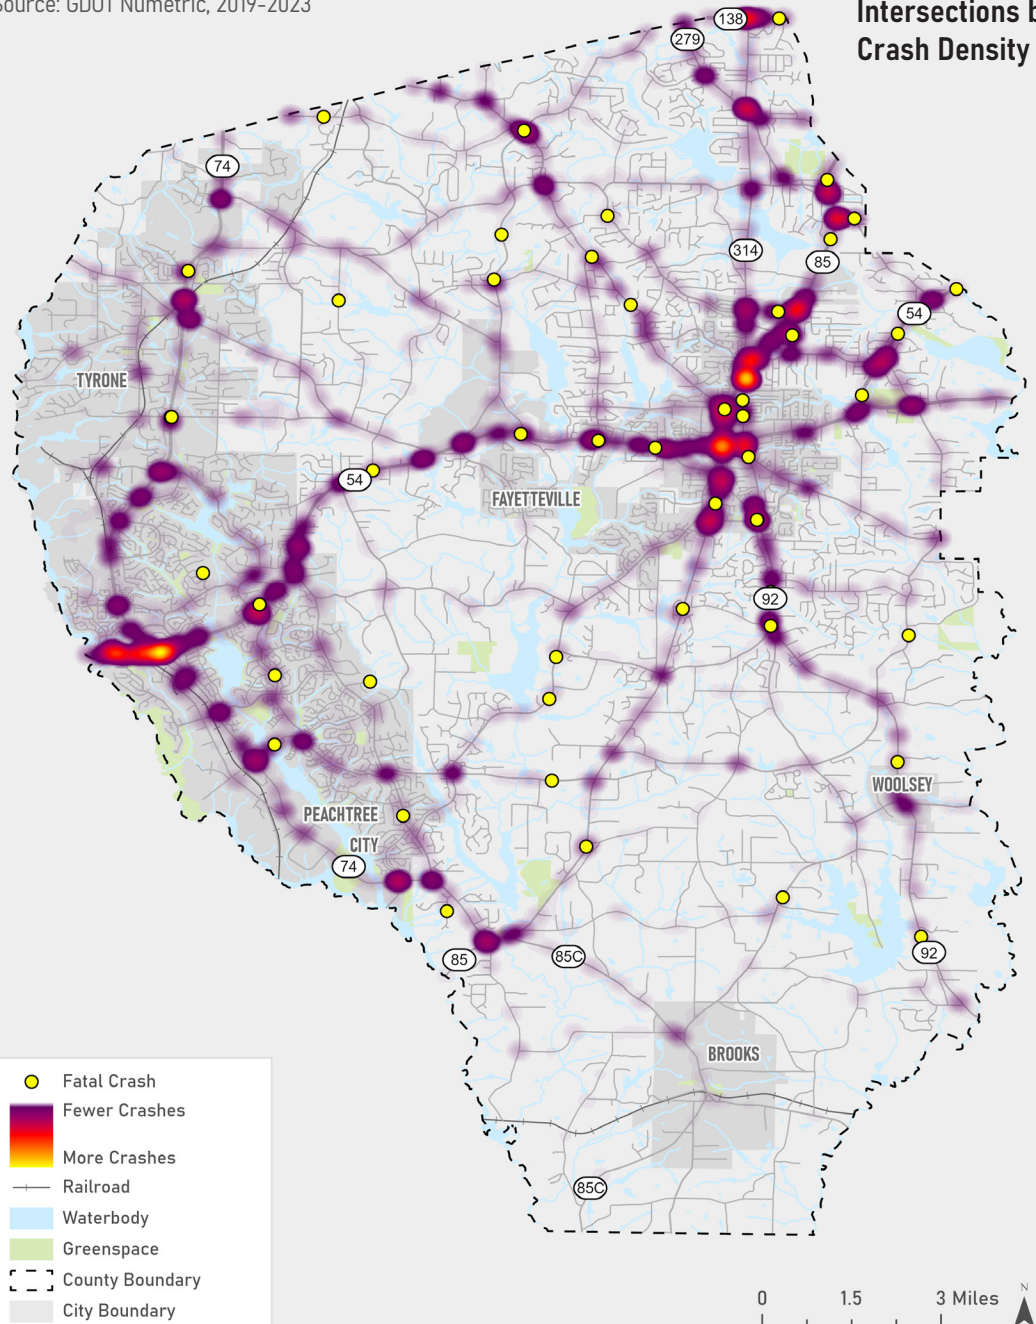 Source: GDOT Numetric, 2019-2023
Intersections b
Crash Density
138
279
74
314
85
54
TYRONE
54
FAYETTEVILLE
92
WOOLSEY
PEACHTREE
CITY
74
85
85C
92
BROOKS
85C
Fatal Crash
Fewer Crashes
More Crashes
Railroad
Waterbody
Greenspace
County Boundary
City Boundary
0 1.5 3 Miles
N